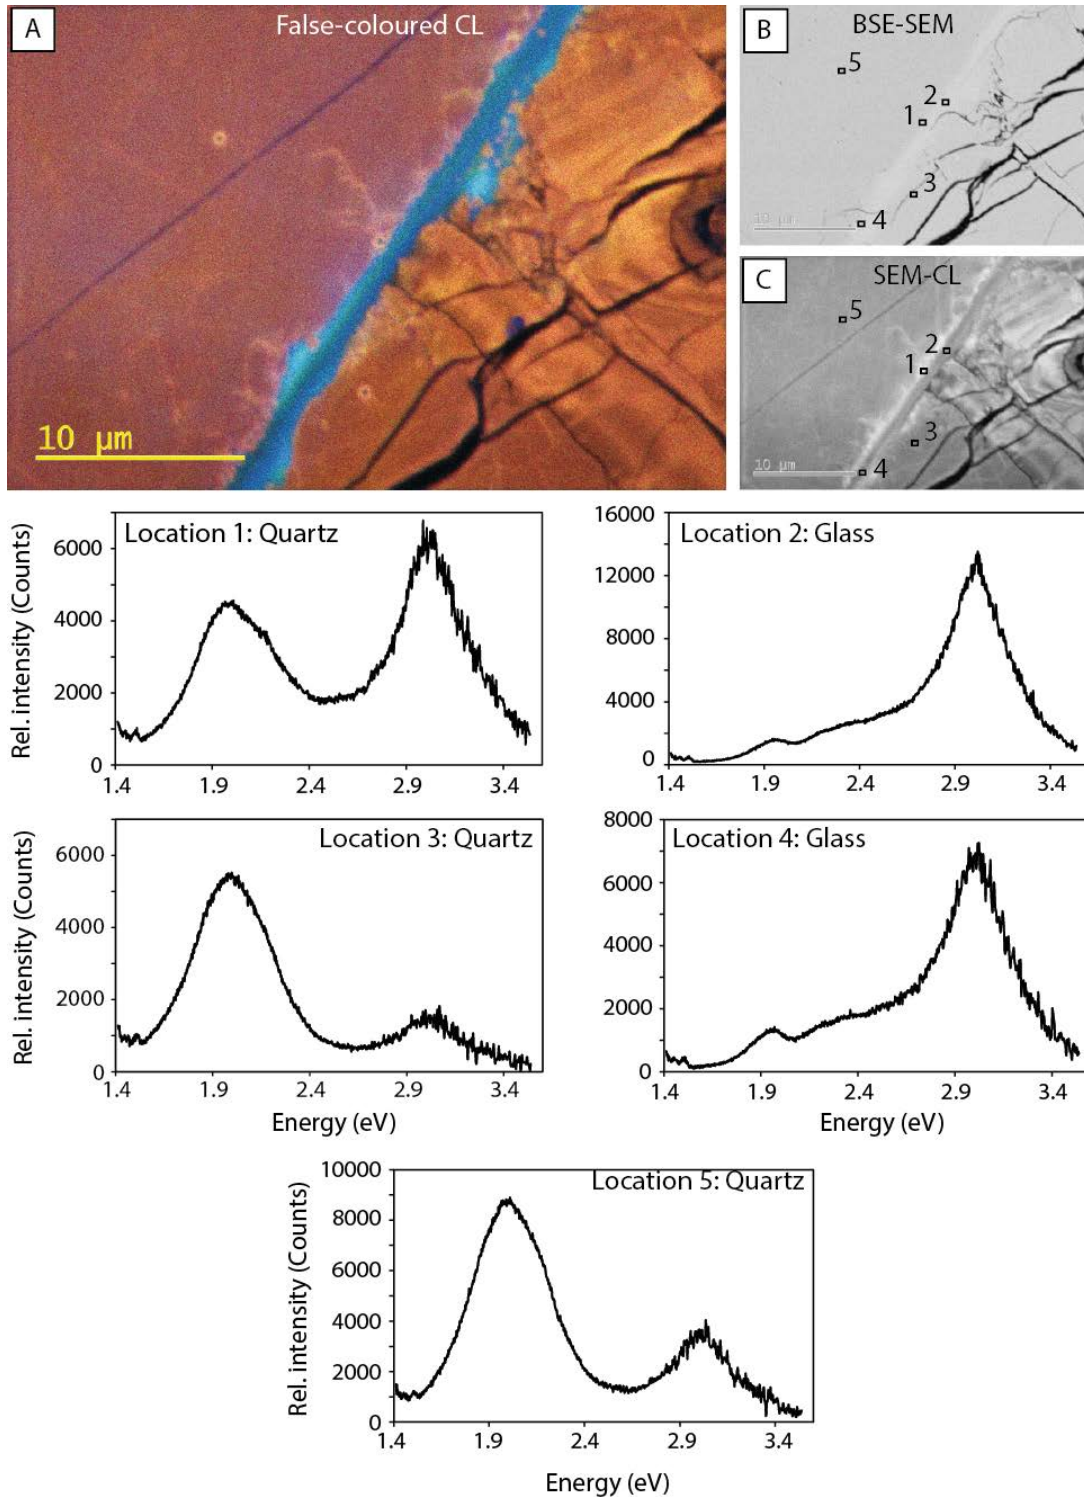 A
False-coloured CL
10 µm
B
BSE-SEM
5
2
1
3
4
10 µm
C
SEM-CL
5
2
1
3
4
10 µm
Location 1: Quartz
Rel. intensity (Counts)
6000
4000
2000
0
1.4 1.9 2.4 2.9 3.4
Location 2: Glass
16000
12000
8000
4000
0
1.4 1.9 2.4 2.9 3.4
Location 3: Quartz
Rel. intensity (Counts)
6000
4000
2000
0
1.4 1.9 2.4 2.9 3.4
Energy (eV)
Location 4: Glass
8000
6000
4000
2000
0
1.4 1.9 2.4 2.9 3.4
Energy (eV)
Location 5: Quartz
Rel. intensity (Counts)
10000
8000
6000
4000
2000
0
1.4 1.9 2.4 2.9 3.4
Energy (eV)